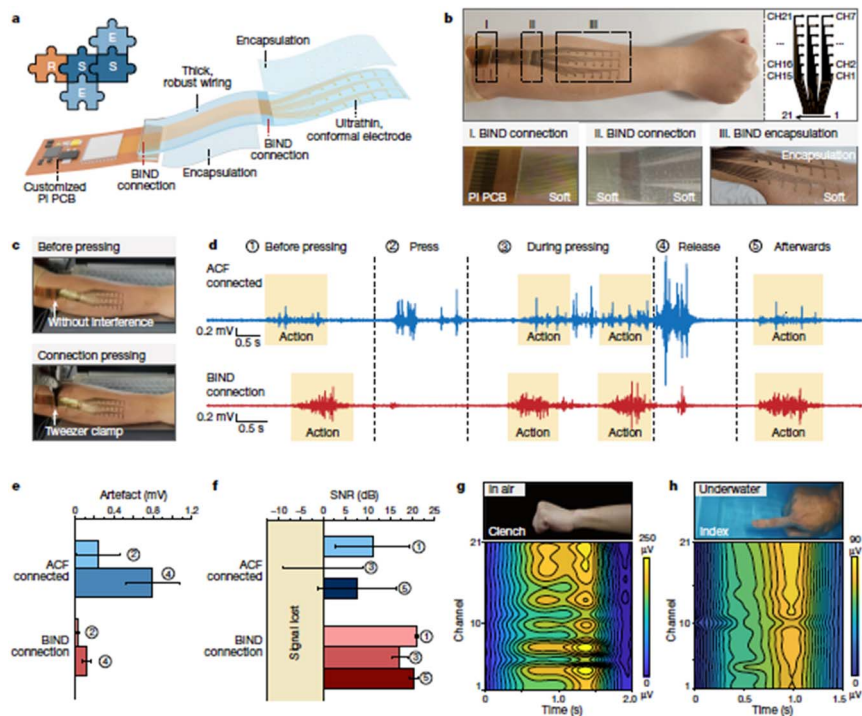 a
E
R
S
S
E
Thick,
robust wiring
Encapsulation
Ultrathin,
conformal electrode
BIND
connection
Encapsulation
BIND
connection
Customized
PI PCB
b
I
II
III
CH21
CH7
...
...
CH16
CH2
CH15
CH1
21
1
I. BIND connection
II. BIND connection
III. BIND encapsulation
PI PCB
Soft
Soft
Soft
Encapsulation
Soft
c
Before pressing
Without interference
Connection pressing
Tweezer clamp
d
① Before pressing
② Press
③ During pressing
④ Release
⑤ Afterwards
ACF
connected
0.2 mV
0.5 s
Action
Action
Action
Action
BIND
connection
0.2 mV
0.5 s
Action
Action
Action
Action
e
Artefact (mV)
0
0.4
0.8
1.2
ACF
connected
②
④
BIND
connection
②
④
f
SNR (dB)
−10
−5
0
5
10
15
20
25
Signal lost
ACF
connected
①
③
⑤
BIND
connection
①
③
⑤
g
In air
Clench
Channel
21
10
1
0
1.0
2.0
Time (s)
250
µV
0
µV
h
Underwater
Index
Channel
21
10
1
0
0.5
1.0
1.5
Time (s)
90
µV
0
µV